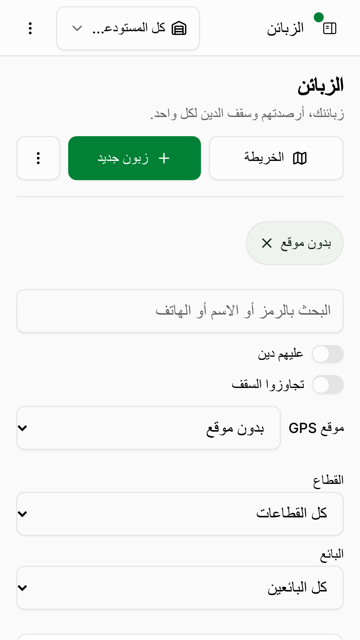 الزبائن
كل المستودع...
الزبائن
زبائنك، أرصدتهم وسقف الدين لكل واحد.
الخريطة
زبون جديد
بدون موقع
البحث بالرمز أو الاسم أو الهاتف
عليهم دين
تجاوزوا السقف
موقع GPS
بدون موقع
القطاع
كل القطاعات
البائع
كل البائعين